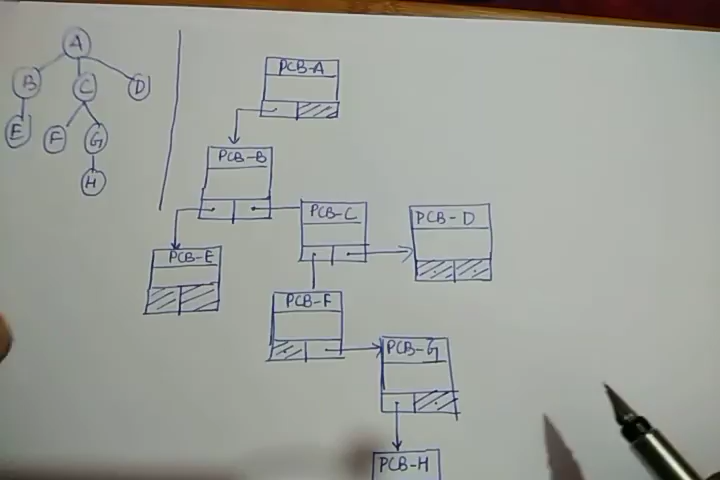 A
B
C
D
E
F
G
H
PCB-A
PCB-B
PCB-C
PCB-D
PCB-E
PCB-F
PCB-G
PCB-H